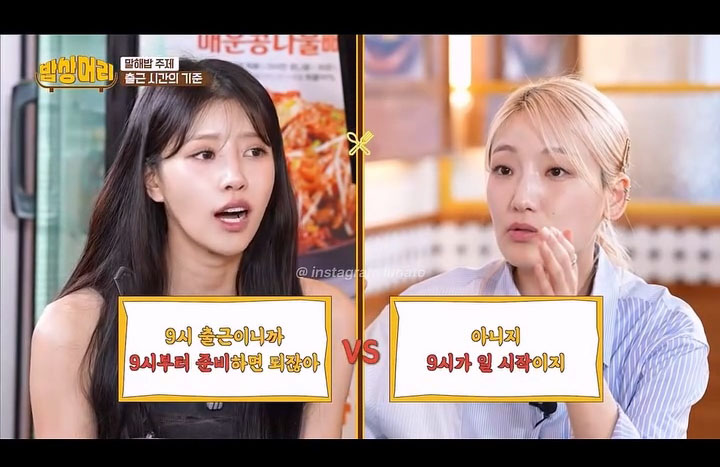 밥상머리
말해밥 주제
출근 시간의 기준
매운콩나물
@ instagram
9시 출근이니까
9시부터 준비하면 되잖아
VS
아니지
9시가 일 시작이지